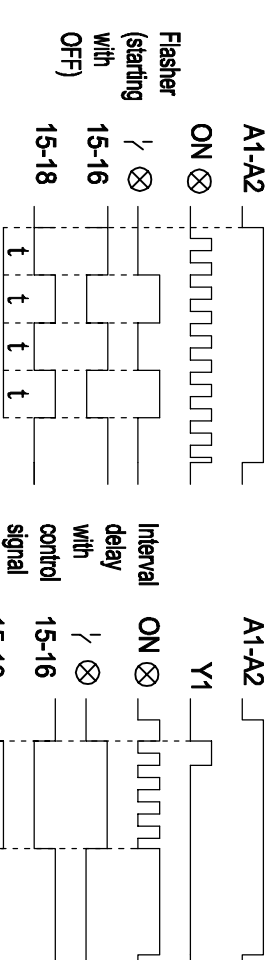 Flasher
(starting
with
OFF)
A1-A2
ON
15-16
15-18
t t t t
Interval
delay
with
control
signal
A1-A2
Y1
ON
15-16